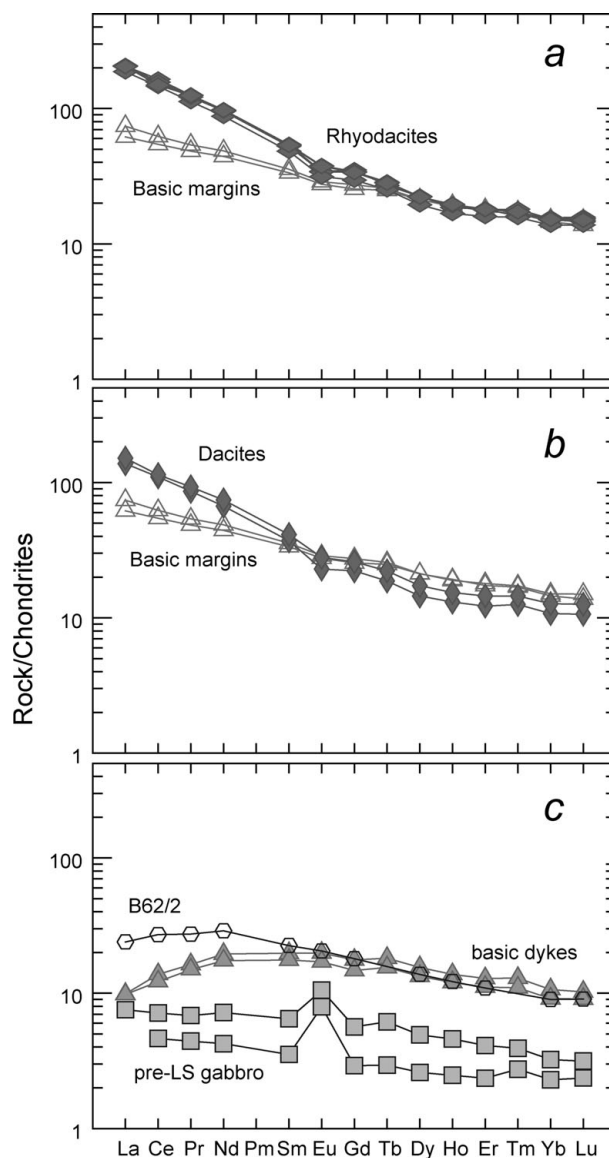 a
100
Rhyodacites
Basic margins
10
1
b
Dacites
100
Basic margins
10
1
Rock/Chondrites
c
100
B62/2
basic dykes
10
pre-LS gabbro
1
La Ce Pr Nd Pm Sm Eu Gd Tb Dy Ho Er Tm Yb Lu